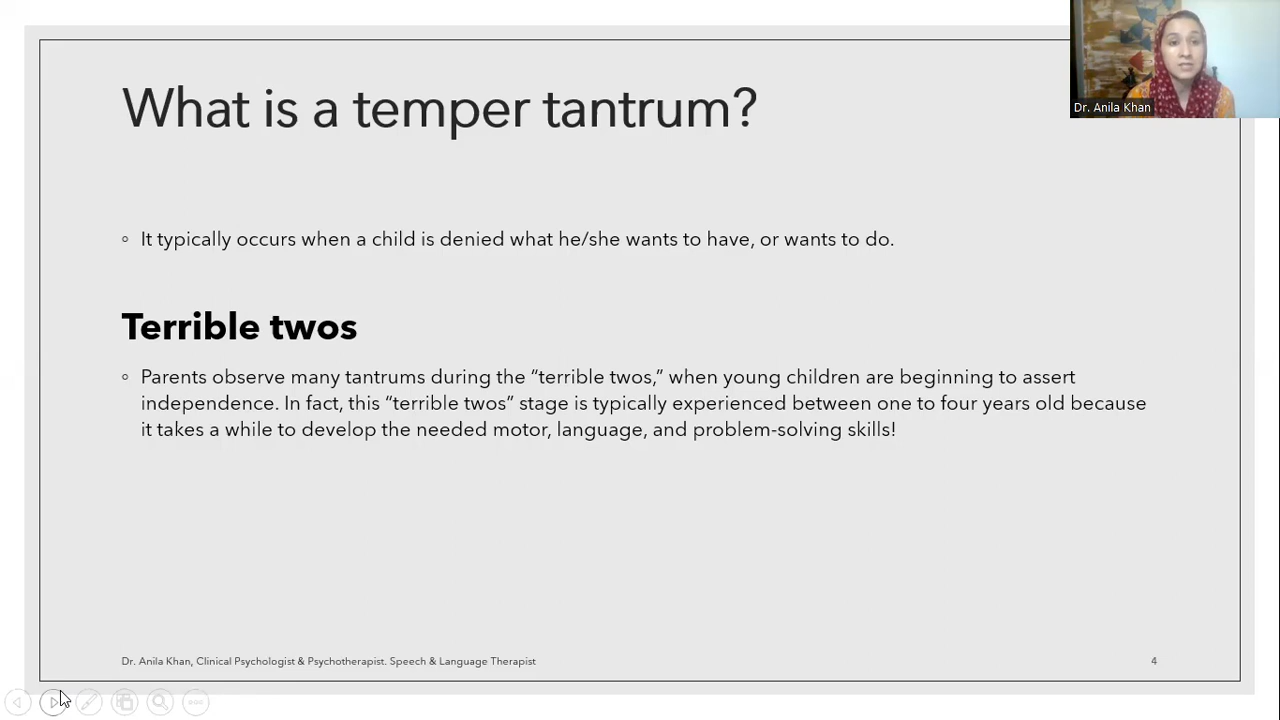 What is a temper tantrum?
Dr. Anila Khan
◦ It typically occurs when a child is denied what he/she wants to have, or wants to do.
Terrible twos
◦ Parents observe many tantrums during the “terrible twos,” when young children are beginning to assert
independence. In fact, this “terrible twos” stage is typically experienced between one to four years old because
it takes a while to develop the needed motor, language, and problem-solving skills!
Dr. Anila Khan, Clinical Psychologist & Psychotherapist. Speech & Language Therapist
4